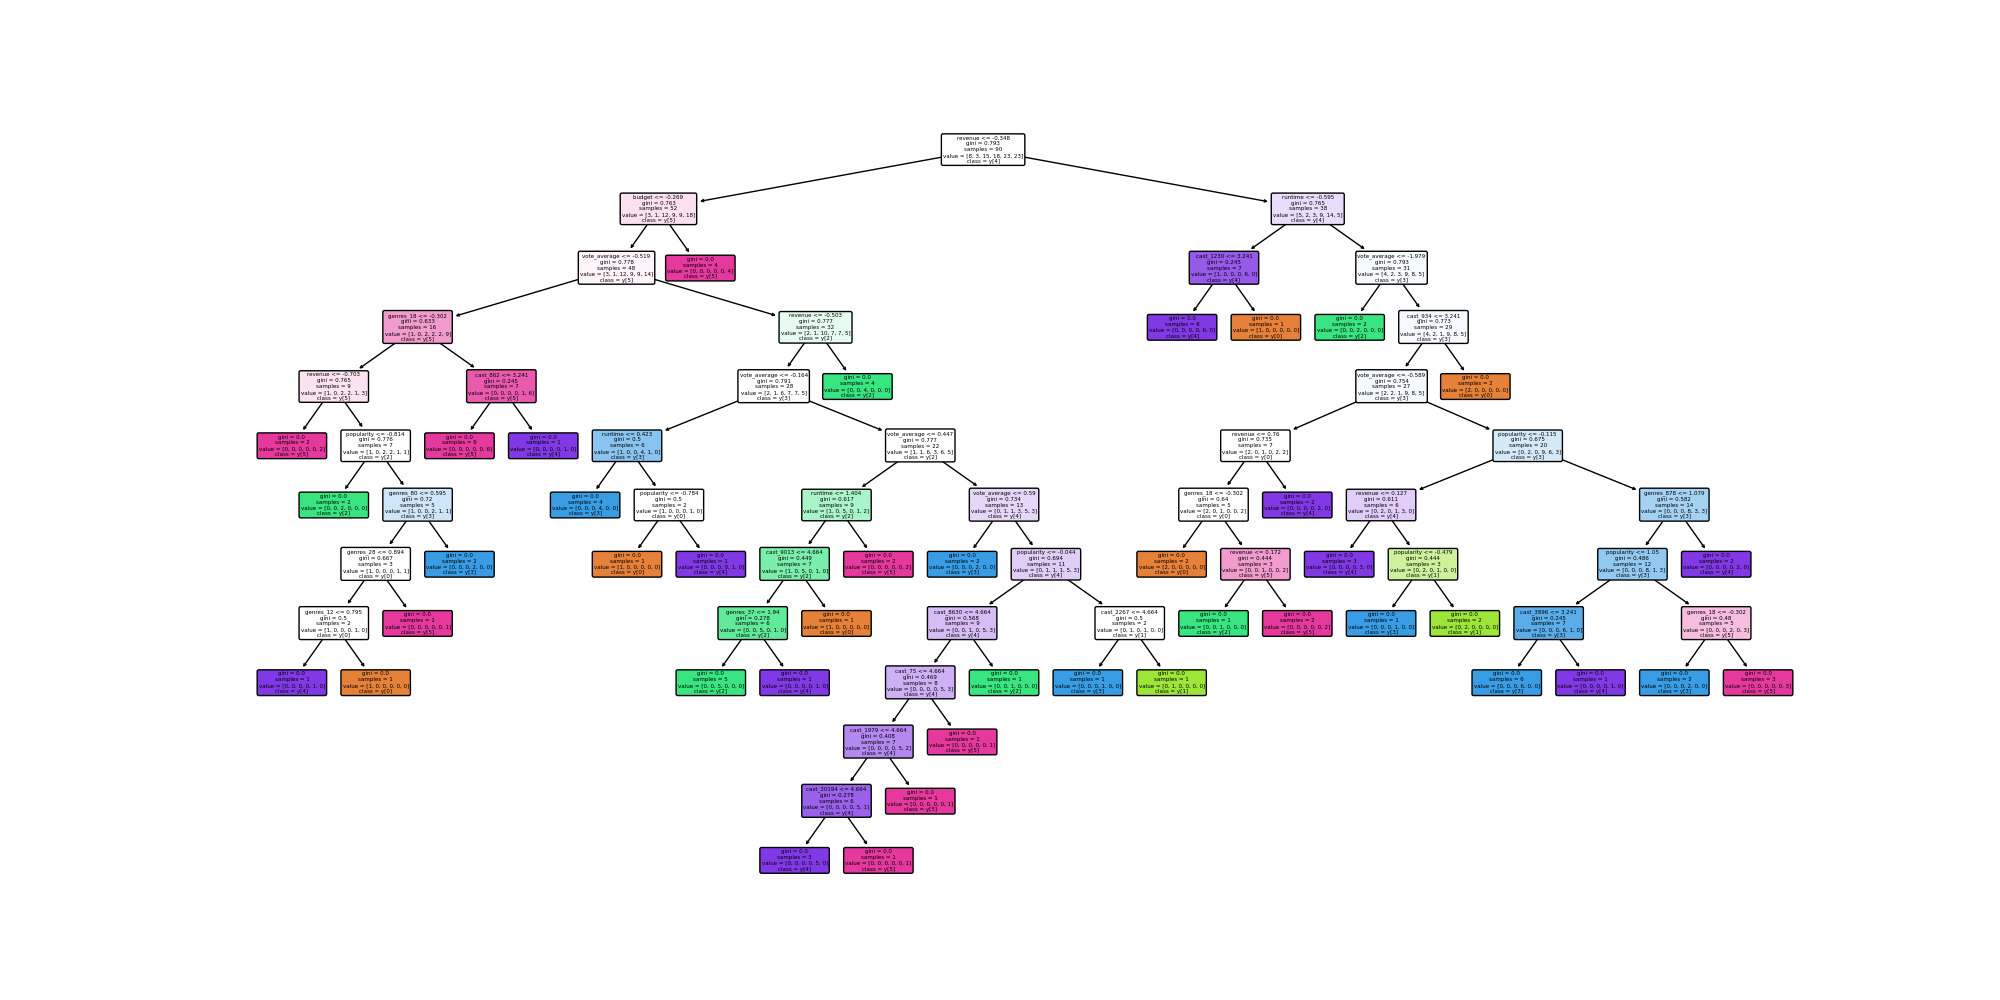 revenue <= -0.348
gini = 0.793
samples = 90
value = [8, 3, 15, 18, 23, 23]
class = y[4]
budget <= -0.269
gini = 0.763
samples = 52
value = [3, 1, 12, 9, 9, 18]
class = y[5]
runtime <= -0.595
gini = 0.765
samples = 38
value = [5, 2, 3, 9, 14, 5]
class = y[4]
vote_average <= -0.519
gini = 0.778
samples = 48
value = [3, 1, 12, 9, 9, 14]
class = y[5]
gini = 0.0
samples = 4
value = [0, 0, 0, 0, 0, 4]
class = y[5]
cast_1230 <= 3.241
gini = 0.245
samples = 7
value = [1, 0, 0, 0, 6, 0]
class = y[4]
vote_average <= -1.979
gini = 0.793
samples = 31
value = [4, 2, 3, 9, 8, 5]
class = y[3]
genres_18 <= -0.302
gini = 0.633
samples = 16
value = [1, 0, 2, 2, 2, 9]
class = y[5]
revenue <= -0.503
gini = 0.777
samples = 32
value = [2, 1, 10, 7, 7, 5]
class = y[2]
gini = 0.0
samples = 6
value = [0, 0, 0, 0, 6, 0]
class = y[4]
gini = 0.0
samples = 1
value = [1, 0, 0, 0, 0, 0]
class = y[0]
gini = 0.0
samples = 2
value = [0, 0, 2, 0, 0, 0]
class = y[2]
cast_934 <= 3.241
gini = 0.773
samples = 29
value = [4, 2, 1, 9, 8, 5]
class = y[3]
revenue <= -0.703
gini = 0.765
samples = 9
value = [1, 0, 2, 2, 1, 3]
class = y[5]
cast_862 <= 3.241
gini = 0.245
samples = 7
value = [0, 0, 0, 0, 1, 6]
class = y[5]
vote_average <= -0.164
gini = 0.791
samples = 28
value = [2, 1, 6, 7, 7, 5]
class = y[3]
gini = 0.0
samples = 4
value = [0, 0, 4, 0, 0, 0]
class = y[2]
vote_average <= -0.589
gini = 0.754
samples = 27
value = [2, 2, 1, 9, 8, 5]
class = y[3]
gini = 0.0
samples = 2
value = [2, 0, 0, 0, 0, 0]
class = y[0]
gini = 0.0
samples = 2
value = [0, 0, 0, 0, 0, 2]
class = y[5]
popularity <= -0.814
gini = 0.776
samples = 7
value = [1, 0, 2, 2, 1, 1]
class = y[2]
gini = 0.0
samples = 6
value = [0, 0, 0, 0, 0, 6]
class = y[5]
gini = 0.0
samples = 1
value = [0, 0, 0, 0, 1, 0]
class = y[4]
runtime <= 0.423
gini = 0.5
samples = 6
value = [1, 0, 0, 4, 1, 0]
class = y[3]
vote_average <= 0.447
gini = 0.777
samples = 22
value = [1, 1, 6, 3, 6, 5]
class = y[2]
revenue <= 0.76
gini = 0.735
samples = 7
value = [2, 0, 1, 0, 2, 2]
class = y[0]
popularity <= -0.115
gini = 0.675
samples = 20
value = [0, 2, 0, 9, 6, 3]
class = y[3]
gini = 0.0
samples = 2
value = [0, 0, 2, 0, 0, 0]
class = y[2]
genres_80 <= 0.595
gini = 0.72
samples = 5
value = [1, 0, 0, 2, 1, 1]
class = y[3]
gini = 0.0
samples = 4
value = [0, 0, 0, 4, 0, 0]
class = y[3]
popularity <= -0.784
gini = 0.5
samples = 2
value = [1, 0, 0, 0, 1, 0]
class = y[0]
runtime <= 1.404
gini = 0.617
samples = 9
value = [1, 0, 5, 0, 1, 2]
class = y[2]
vote_average <= 0.59
gini = 0.734
samples = 13
value = [0, 1, 1, 3, 5, 3]
class = y[4]
genres_18 <= -0.302
gini = 0.64
samples = 5
value = [2, 0, 1, 0, 0, 2]
class = y[0]
gini = 0.0
samples = 2
value = [0, 0, 0, 0, 2, 0]
class = y[4]
revenue <= 0.127
gini = 0.611
samples = 6
value = [0, 2, 0, 1, 3, 0]
class = y[4]
genres_878 <= 1.079
gini = 0.582
samples = 14
value = [0, 0, 0, 8, 3, 3]
class = y[3]
genres_28 <= 0.894
gini = 0.667
samples = 3
value = [1, 0, 0, 0, 1, 1]
class = y[0]
gini = 0.0
samples = 2
value = [0, 0, 0, 2, 0, 0]
class = y[3]
gini = 0.0
samples = 1
value = [1, 0, 0, 0, 0, 0]
class = y[0]
gini = 0.0
samples = 1
value = [0, 0, 0, 0, 1, 0]
class = y[4]
cast_9013 <= 4.664
gini = 0.449
samples = 7
value = [1, 0, 5, 0, 1, 0]
class = y[2]
gini = 0.0
samples = 2
value = [0, 0, 0, 0, 0, 2]
class = y[5]
gini = 0.0
samples = 2
value = [0, 0, 0, 2, 0, 0]
class = y[3]
popularity <= -0.044
gini = 0.694
samples = 11
value = [0, 1, 1, 1, 5, 3]
class = y[4]
gini = 0.0
samples = 2
value = [2, 0, 0, 0, 0, 0]
class = y[0]
revenue <= 0.172
gini = 0.444
samples = 3
value = [0, 0, 1, 0, 0, 2]
class = y[5]
gini = 0.0
samples = 3
value = [0, 0, 0, 0, 3, 0]
class = y[4]
popularity <= -0.479
gini = 0.444
samples = 3
value = [0, 2, 0, 1, 0, 0]
class = y[1]
popularity <= 1.05
gini = 0.486
samples = 12
value = [0, 0, 0, 8, 1, 3]
class = y[3]
gini = 0.0
samples = 2
value = [0, 0, 0, 0, 2, 0]
class = y[4]
genres_12 <= 0.795
gini = 0.5
samples = 2
value = [1, 0, 0, 0, 1, 0]
class = y[0]
gini = 0.0
samples = 1
value = [0, 0, 0, 0, 0, 1]
class = y[5]
genres_37 <= 1.94
gini = 0.278
samples = 6
value = [0, 0, 5, 0, 1, 0]
class = y[2]
gini = 0.0
samples = 1
value = [1, 0, 0, 0, 0, 0]
class = y[0]
cast_8630 <= 4.664
gini = 0.568
samples = 9
value = [0, 0, 1, 0, 5, 3]
class = y[4]
cast_2267 <= 4.664
gini = 0.5
samples = 2
value = [0, 1, 0, 1, 0, 0]
class = y[1]
gini = 0.0
samples = 1
value = [0, 0, 1, 0, 0, 0]
class = y[2]
gini = 0.0
samples = 2
value = [0, 0, 0, 0, 0, 2]
class = y[5]
gini = 0.0
samples = 1
value = [0, 0, 0, 1, 0, 0]
class = y[3]
gini = 0.0
samples = 2
value = [0, 2, 0, 0, 0, 0]
class = y[1]
cast_3896 <= 3.241
gini = 0.245
samples = 7
value = [0, 0, 0, 6, 1, 0]
class = y[3]
genres_18 <= -0.302
gini = 0.48
samples = 5
value = [0, 0, 0, 2, 0, 3]
class = y[5]
gini = 0.0
samples = 1
value = [0, 0, 0, 0, 1, 0]
class = y[4]
gini = 0.0
samples = 1
value = [1, 0, 0, 0, 0, 0]
class = y[0]
gini = 0.0
samples = 5
value = [0, 0, 5, 0, 0, 0]
class = y[2]
gini = 0.0
samples = 1
value = [0, 0, 0, 0, 1, 0]
class = y[4]
cast_75 <= 4.664
gini = 0.469
samples = 8
value = [0, 0, 0, 0, 5, 3]
class = y[4]
gini = 0.0
samples = 1
value = [0, 0, 1, 0, 0, 0]
class = y[2]
gini = 0.0
samples = 1
value = [0, 0, 0, 1, 0, 0]
class = y[3]
gini = 0.0
samples = 1
value = [0, 1, 0, 0, 0, 0]
class = y[1]
gini = 0.0
samples = 6
value = [0, 0, 0, 6, 0, 0]
class = y[3]
gini = 0.0
samples = 1
value = [0, 0, 0, 0, 1, 0]
class = y[4]
gini = 0.0
samples = 2
value = [0, 0, 0, 2, 0, 0]
class = y[3]
gini = 0.0
samples = 3
value = [0, 0, 0, 0, 0, 3]
class = y[5]
cast_1979 <= 4.664
gini = 0.408
samples = 7
value = [0, 0, 0, 0, 5, 2]
class = y[4]
gini = 0.0
samples = 1
value = [0, 0, 0, 0, 0, 1]
class = y[5]
cast_30194 <= 4.664
gini = 0.278
samples = 6
value = [0, 0, 0, 0, 5, 1]
class = y[4]
gini = 0.0
samples = 1
value = [0, 0, 0, 0, 0, 1]
class = y[5]
gini = 0.0
samples = 5
value = [0, 0, 0, 0, 5, 0]
class = y[4]
gini = 0.0
samples = 1
value = [0, 0, 0, 0, 0, 1]
class = y[5]